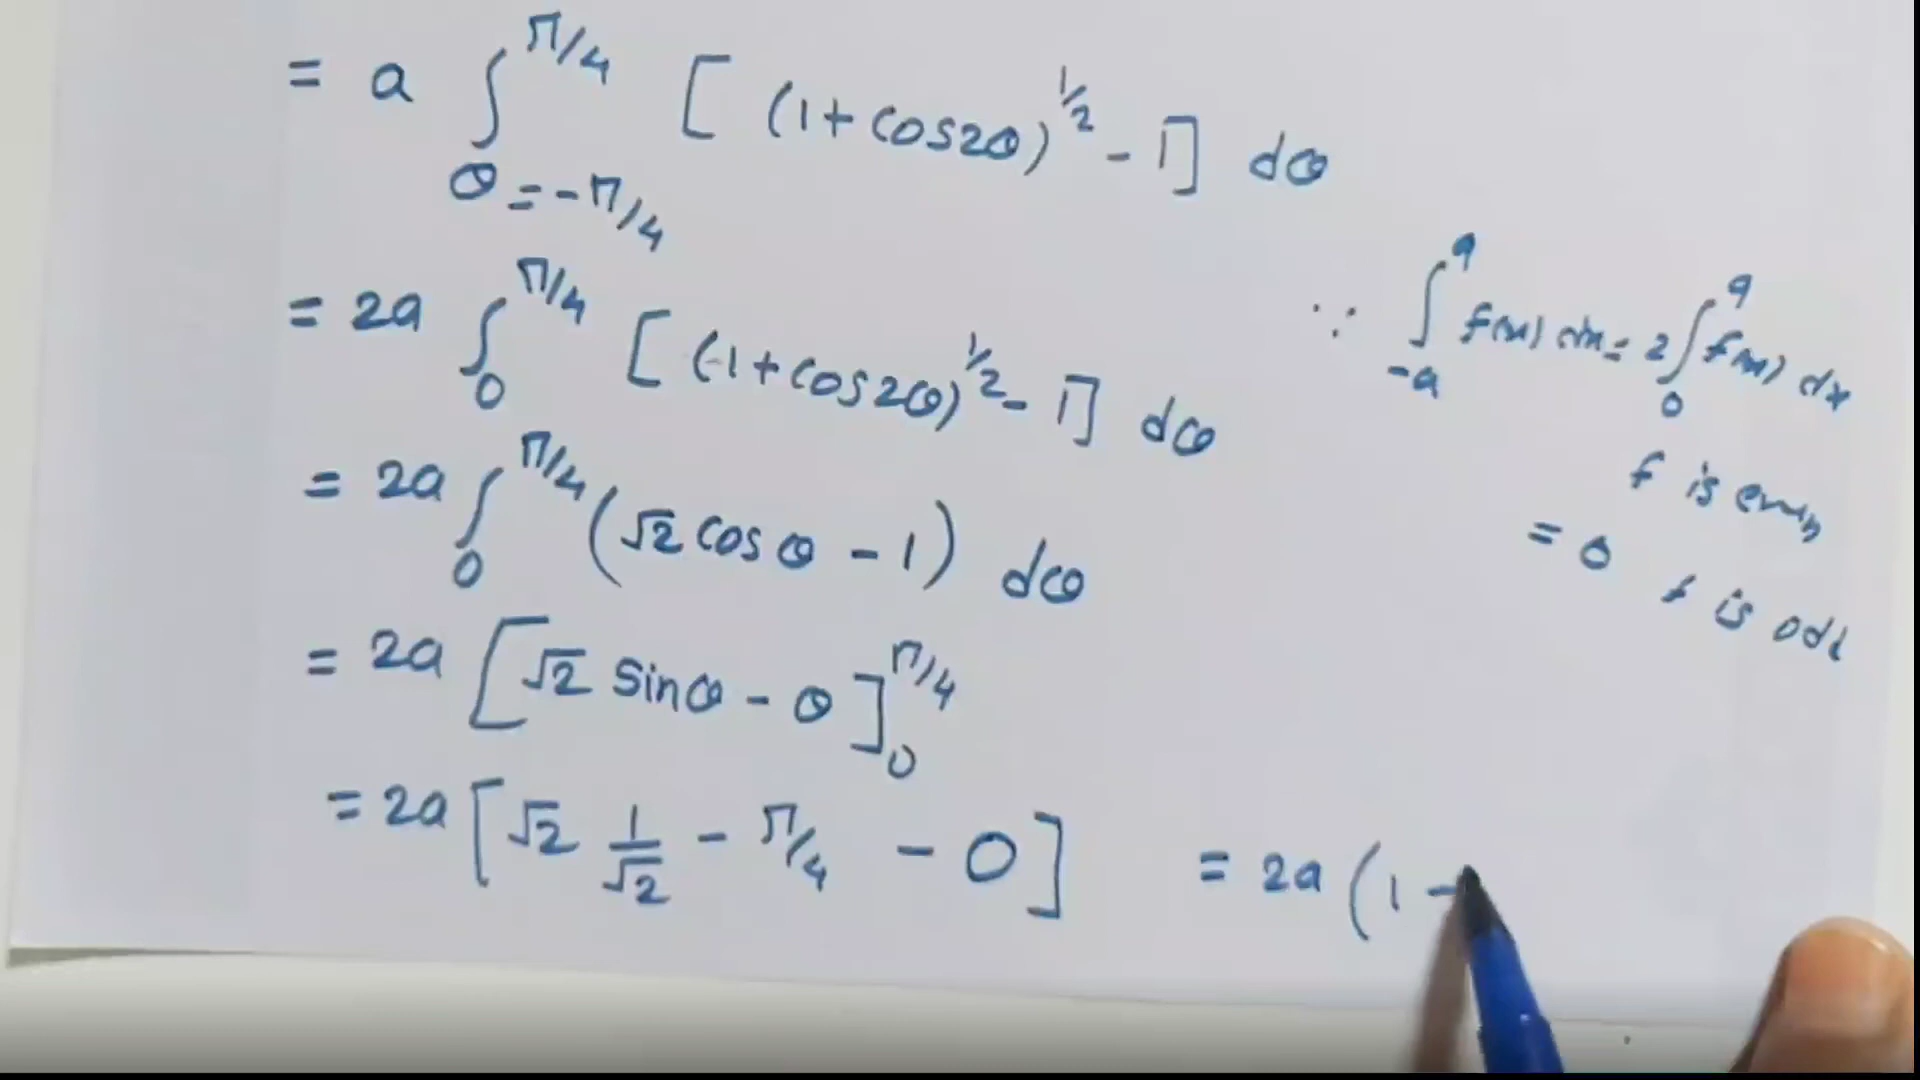 = a ∫_{θ=-π/4}^{π/4} [ (1+cos2θ)^{1/2} - 1] dθ
= 2a ∫_0^{π/4} [ (1+cos2θ)^{1/2} - 1] dθ
∵ ∫_{-a}^{a} f(x) dx = 2∫_0^a f(x) dx
f is even
= 0 f is odd
= 2a ∫_0^{π/4} (√2 cosθ - 1) dθ
= 2a [√2 sinθ - θ]_0^{π/4}
= 2a [√2 1/√2 - π/4 - 0] = 2a (1 -